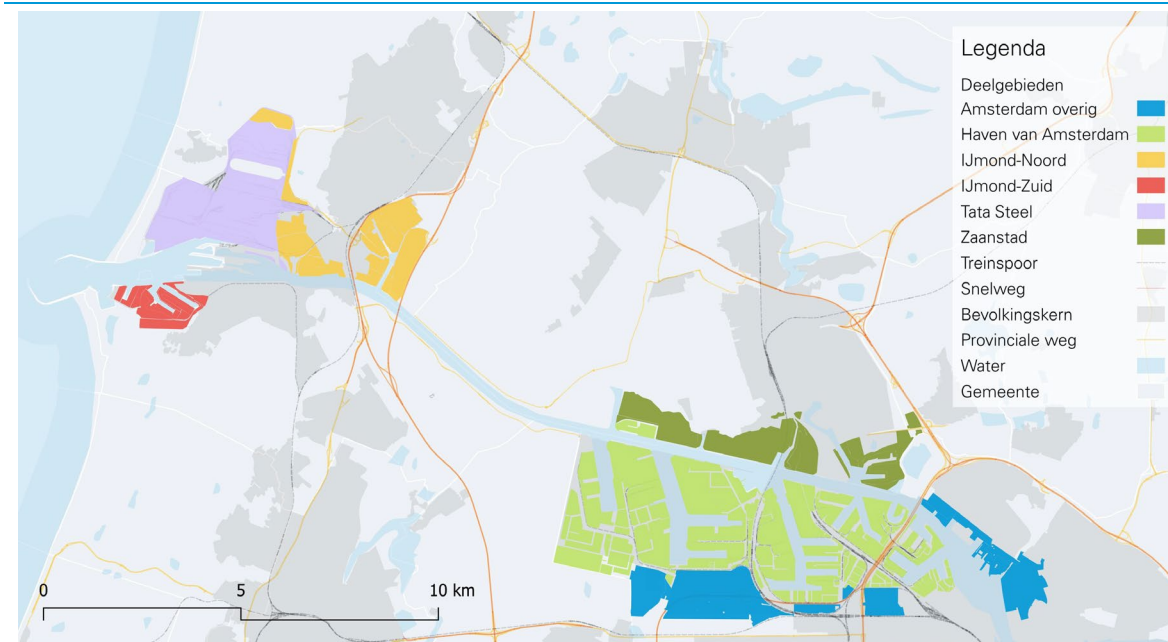 Legenda
Deelgebieden
Amsterdam overig
Haven van Amsterdam
IJmond-Noord
IJmond-Zuid
Tata Steel
Zaanstad
Treinspoor
Snelweg
Bevolkingskern
Provinciale weg
Water
Gemeente
0 5 10 km